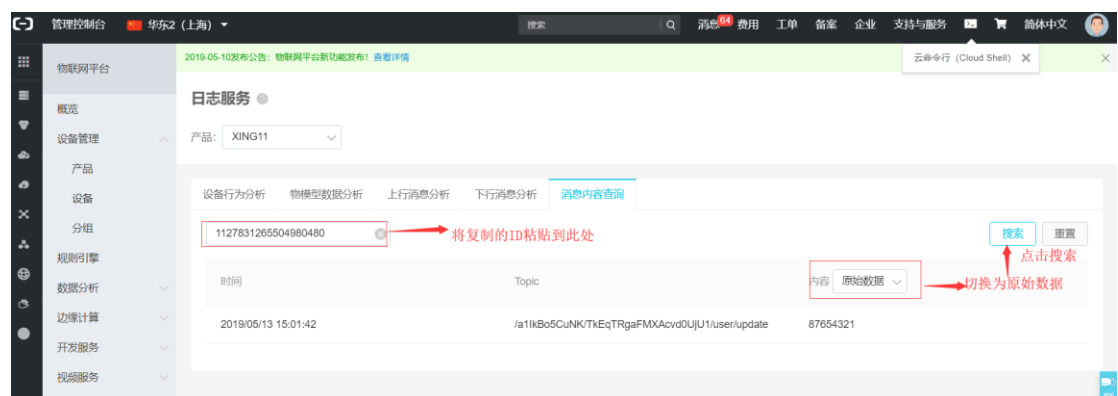 管理控制台 华东2 (上海) 搜索 消息 64 费用 工单 备案 企业 支持与服务 简体中文
物联网平台 2019-05-10发布公告：物联网平台新功能发布！查看详情 云命令行 (Cloud Shell)
概览
日志服务
设备管理
产品： XING11
产品
设备
设备行为分析 物模型数据分析 上行消息分析 下行消息分析 消息内容查询
分组
1127831265504980480 将复制的ID粘贴到此处 搜索 重置
规则引擎
点击搜索
数据分析
时间 Topic 内容 原始数据 切换为原始数据
边缘计算
2019/05/13 15:01:42 /a1IkBo5CuNK/TkEqTRgaFMXAcvd0UjU1/user/update 87654321
开发服务
视频服务